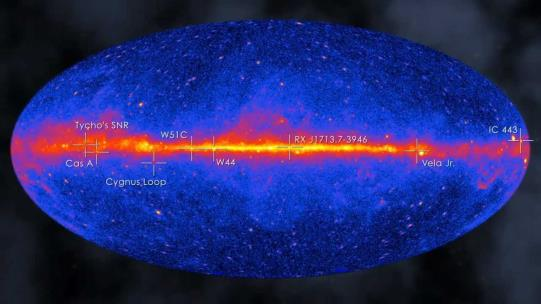 Tycho's SNR
W51C
IC 443
RX J1713.7-3946
Cas A
W44
Vela Jr.
Cygnus Loop